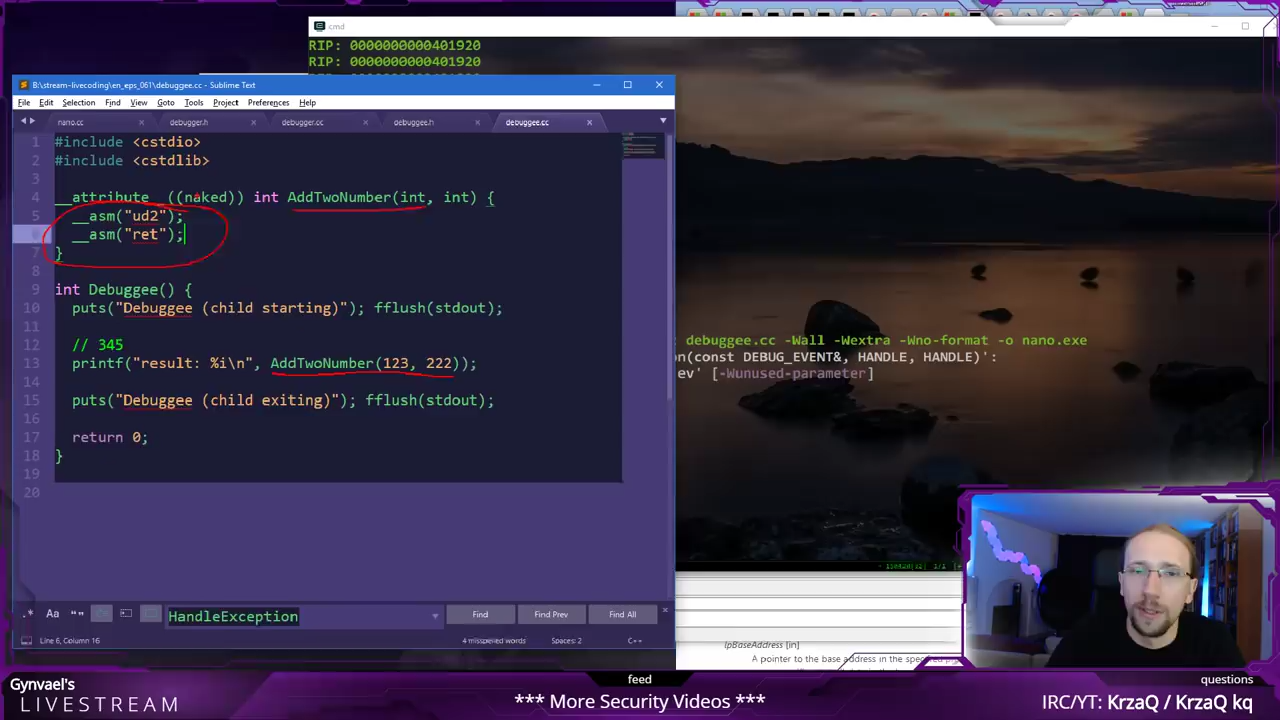 cmd
RIP: 0000000000401920
RIP: 0000000000401920
B:\stream-livecoding\en_eps_061\debuggee.cc - Sublime Text
File Edit Selection Find View Goto Tools Project Preferences Help
nano.cc debugger.h debugger.cc debuggee.h debuggee.cc
1 #include <cstdio>
2 #include <cstdlib>
3
4 __attribute__((naked)) int AddTwoNumber(int, int) {
5 __asm("ud2");
6 __asm("ret");
7 }
8
9 int Debuggee() {
10 puts("Debuggee (child starting)"); fflush(stdout);
11
12 // 345
13 printf("result: %i\n", AddTwoNumber(123, 222));
14
15 puts("Debuggee (child exiting)"); fflush(stdout);
16
17 return 0;
18 }
19
20
debuggee.cc -Wall -Wextra -Wno-format -o nano.exe
on(const DEBUG_EVENT&, HANDLE, HANDLE)':
ev' [-Wunused-parameter]
.* Aa "" HandleException Find Find Prev Find All
Line 6, Column 16 4 misspelled words Spaces: 2 C++
lpBaseAddress [in]
A pointer to the base address in the specified
Gynvael's
LIVESTREAM
feed
*** More Security Videos ***
questions
IRC/YT: KrzaQ / KrzaQ kq